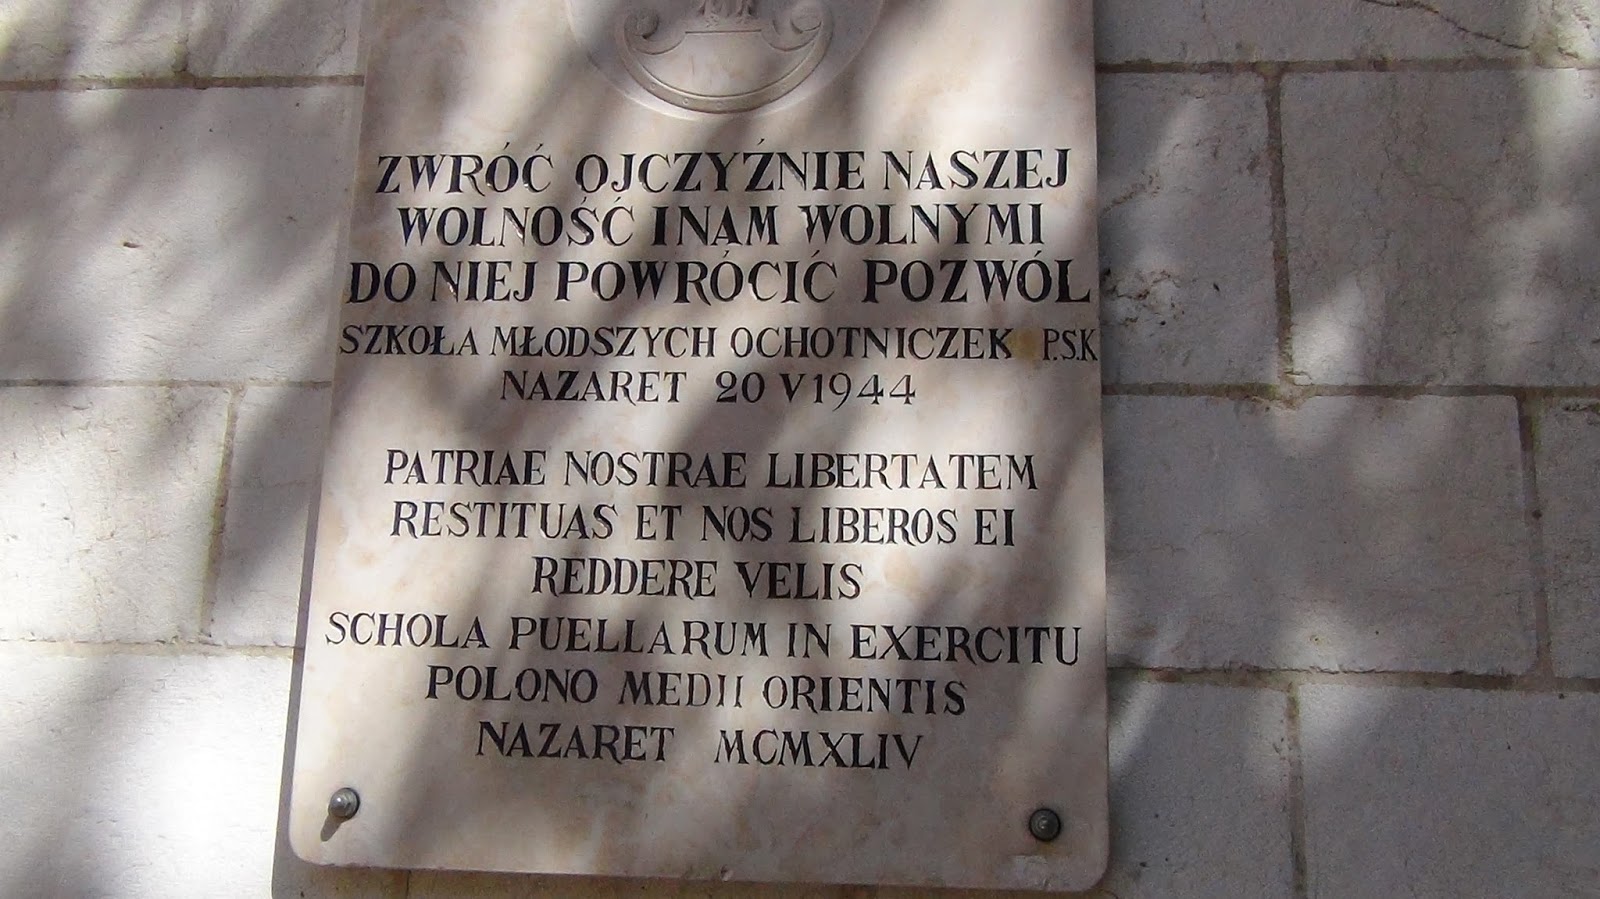 ZWRÓĆ OJCZYŹNIE NASZEJ
WOLNOŚĆ I NAM WOLNYMI
DO NIEJ POWRÓCIĆ POZWÓL
SZKOŁA MŁODSZYCH OCHOTNICZEK P.S.K
NAZARET 20 V 1944
PATRIAE NOSTRAE LIBERTATEM
RESTITUAS ET NOS LIBEROS EI
REDDERE VELIS
SCHOLA PUELLARUM IN EXERCITU
POLONO MEDII ORIENTIS
NAZARET MCMXLIV